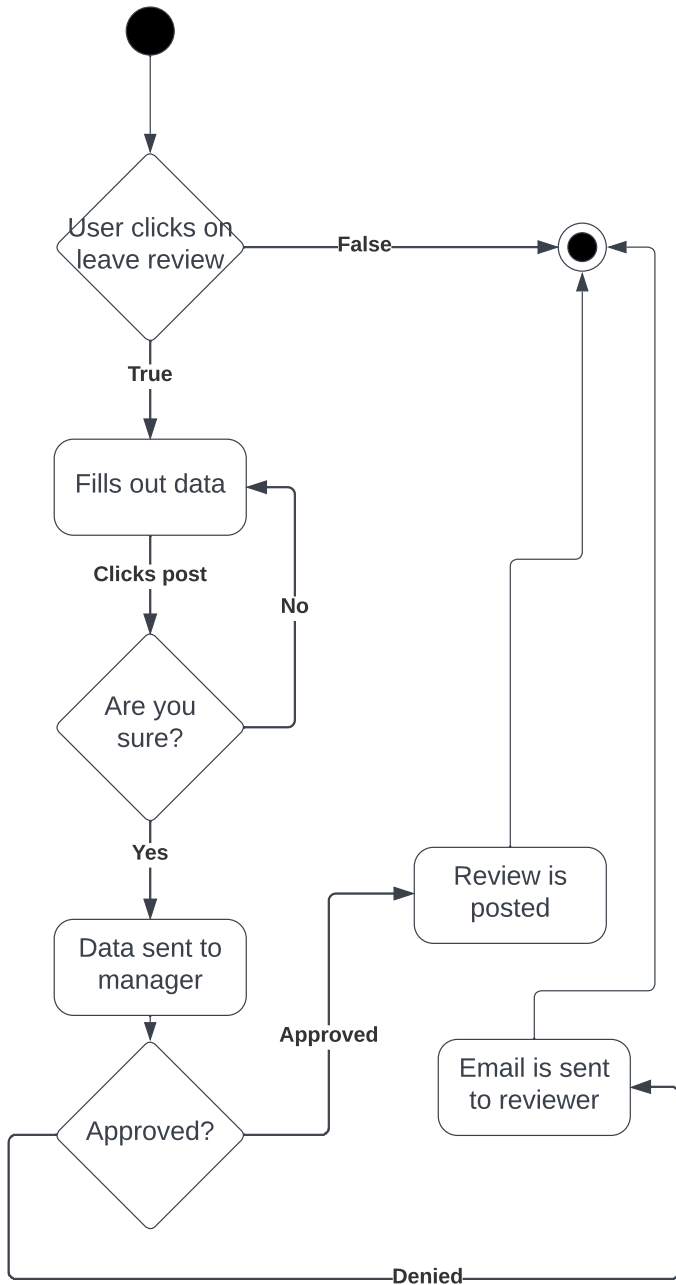 User clicks on
leave review
False
True
Fills out data
Clicks post
No
Are you
sure?
Yes
Review is
posted
Data sent to
manager
Approved
Email is sent
to reviewer
Approved?
Denied